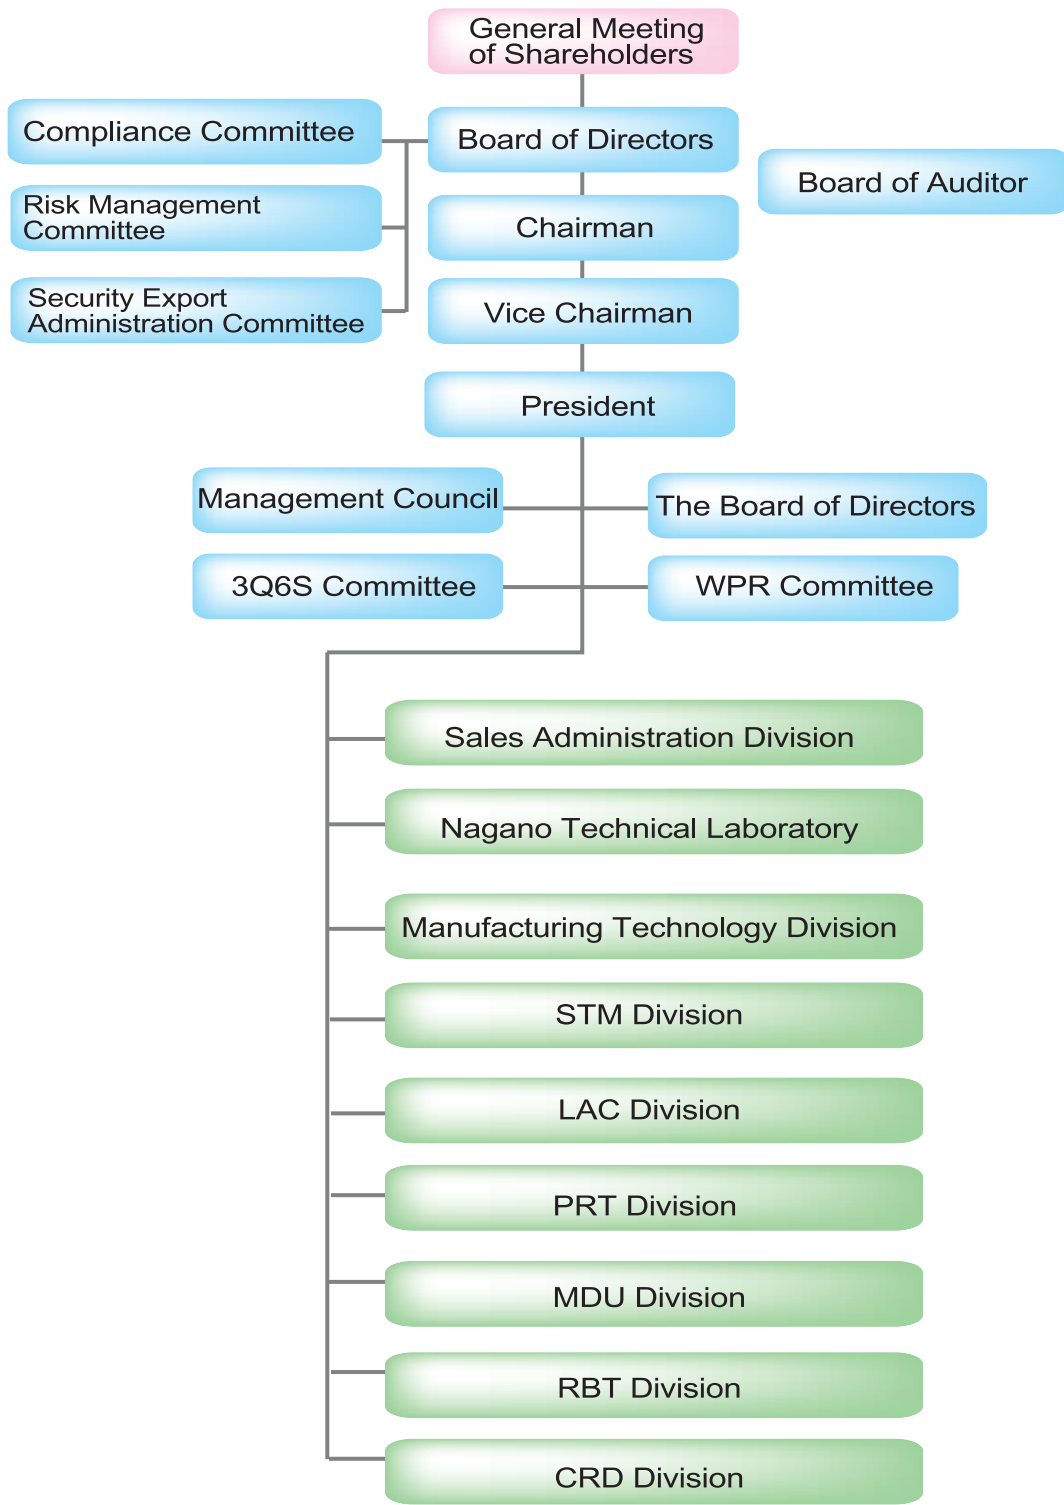 General Meeting
of Shareholders
Compliance Committee
Board of Directors
Board of Auditor
Risk Management
Committee
Chairman
Security Export
Administration Committee
Vice Chairman
President
Management Council
The Board of Directors
3Q6S Committee
WPR Committee
Sales Administration Division
Nagano Technical Laboratory
Manufacturing Technology Division
STM Division
LAC Division
PRT Division
MDU Division
RBT Division
CRD Division